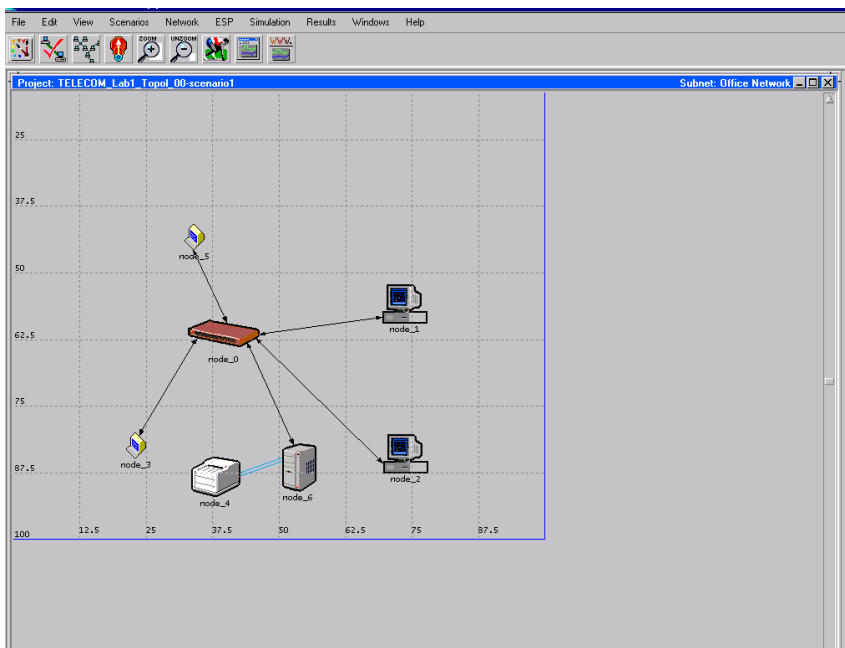 File Edit View Scenarios Network ESP Simulation Results Windows Help
ZOOM UNZOOM
Project: TELECOM_Lab1_Topol_00-scenario1 Subnet: Office Network
25
37.5
node_5
50
node_1
62.5
node_0
75
node_3
87.5
node_2
node_4
node_6
100 12.5 25 37.5 50 62.5 75 87.5